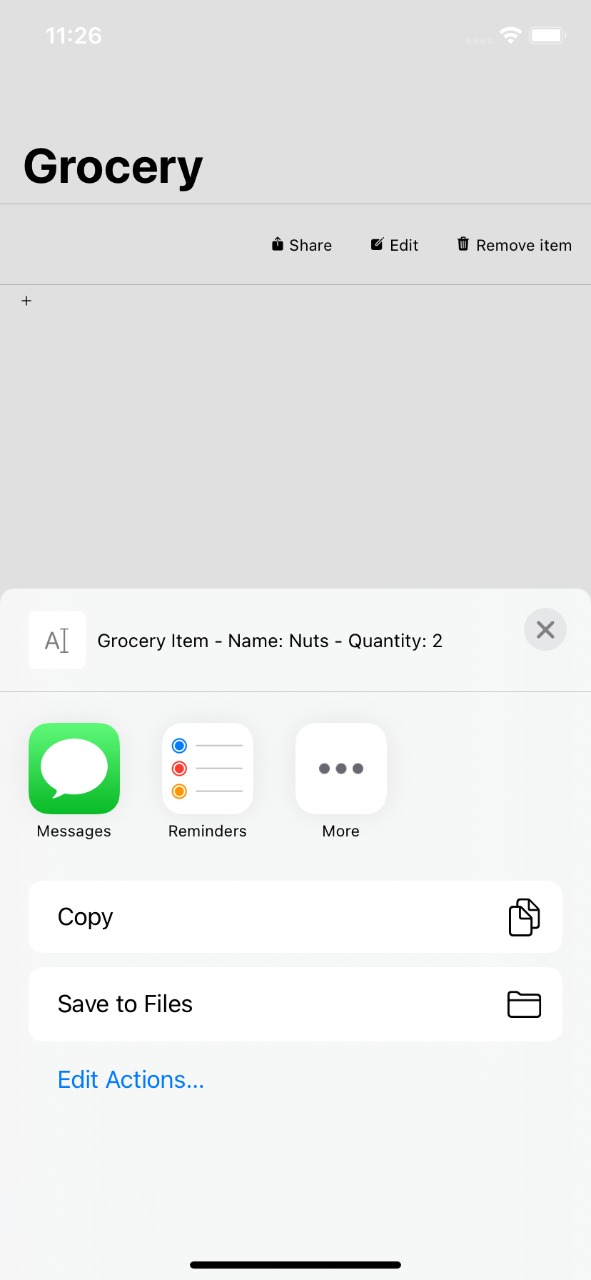 11:26
Grocery
Share Edit Remove item
+
A
Grocery Item - Name: Nuts - Quantity: 2
Messages Reminders More
Copy
Save to Files
Edit Actions...